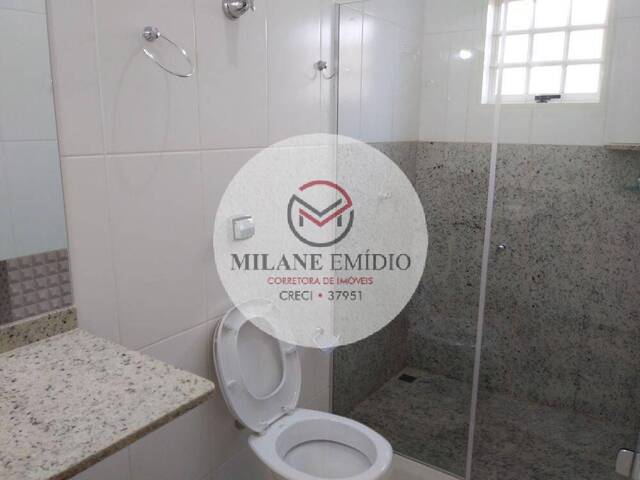 MILANE EMÍDIO
CORRETORA DE IMÓVEIS
CRECI • 37951